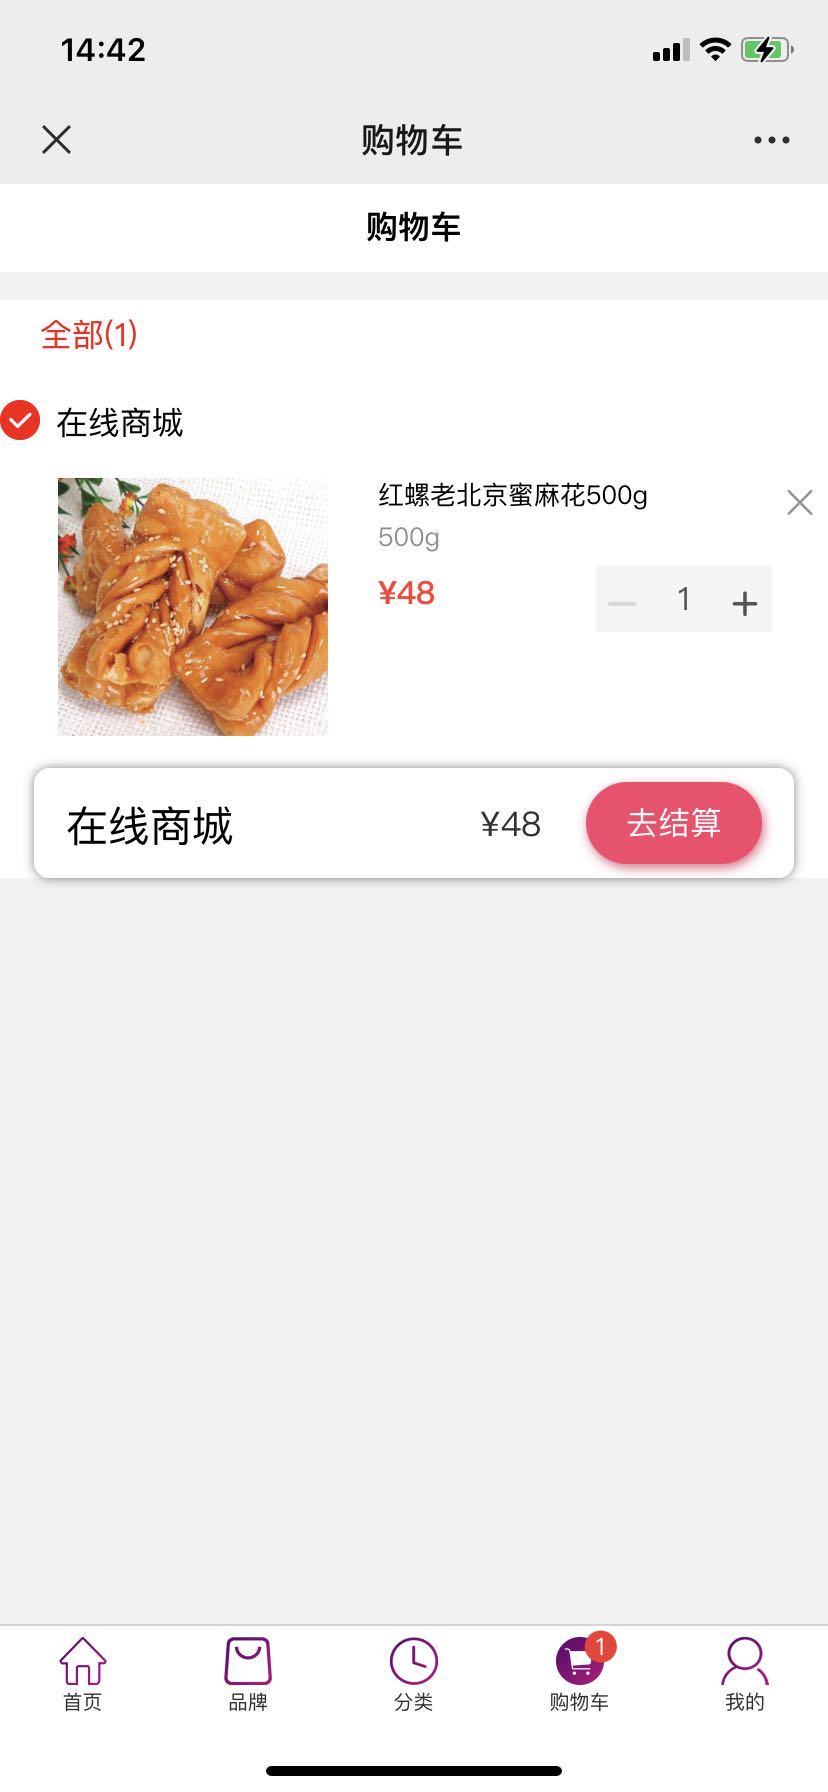 14:42
购物车
购物车
全部(1)
在线商城
红螺老北京蜜麻花500g
500g
¥48
1
在线商城 ¥48 去结算
1
首页 品牌 分类 购物车 我的